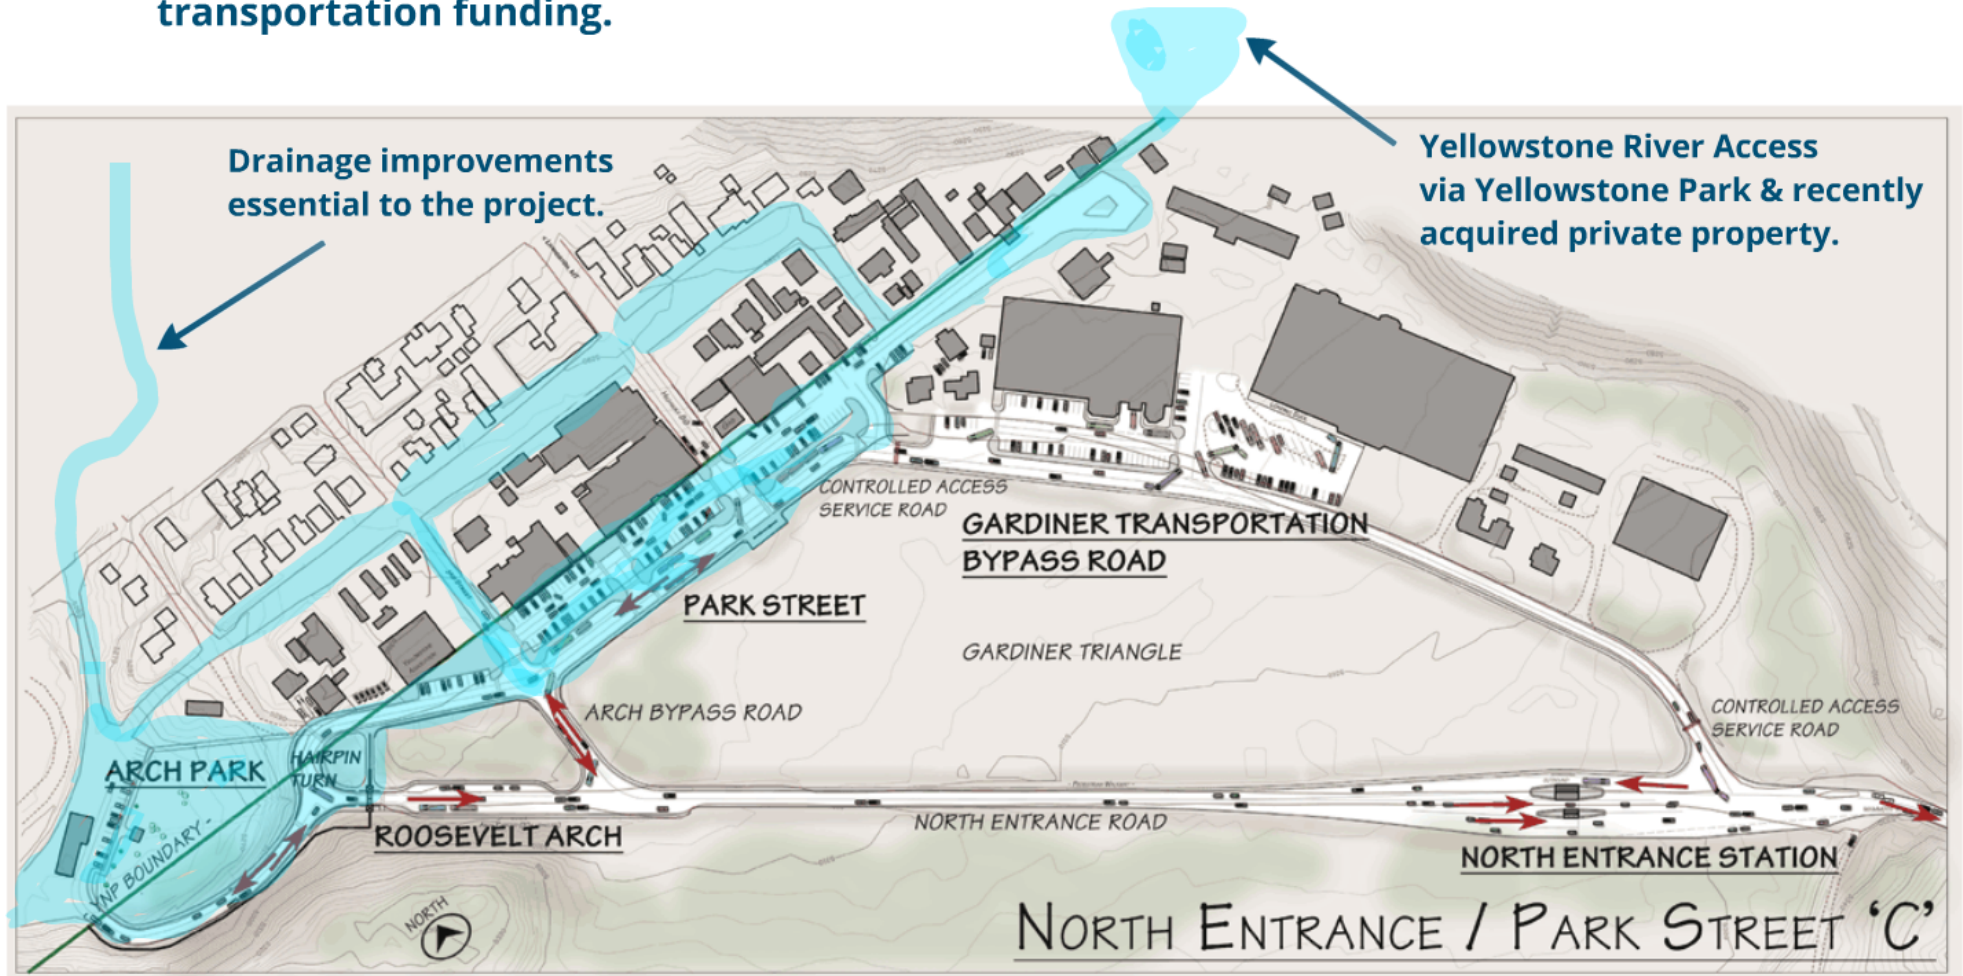 transportation funding.
Drainage improvements
essential to the project.
Yellowstone River Access
via Yellowstone Park & recently
acquired private property.
CONTROLLED ACCESS
SERVICE ROAD
GARDINER TRANSPORTATION
BYPASS ROAD
PARK STREET
GARDINER TRIANGLE
ARCH BYPASS ROAD
CONTROLLED ACCESS
SERVICE ROAD
ARCH PARK
HAIRPIN
TURN
ROOSEVELT ARCH
NORTH ENTRANCE ROAD
YNP BOUNDARY -
NORTH ENTRANCE STATION
NORTH
NORTH ENTRANCE / PARK STREET ‘C’